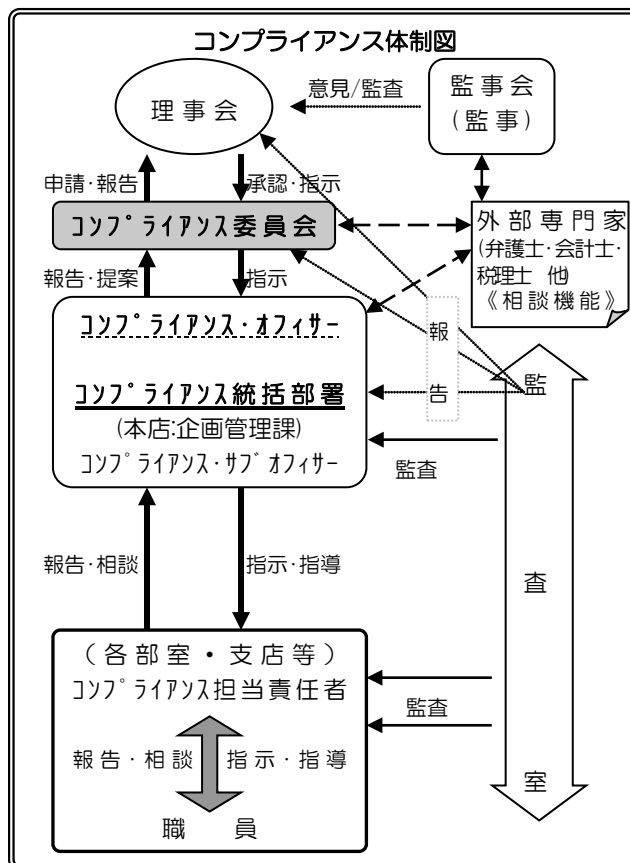 コンプライアンス体制図
理事会
意見/監査
監事会
(監事)
申請・報告
承認・指示
ｺﾝﾌﾟﾗｲｱﾝｽ委員会
外部専門家
(弁護士・会計士・
税理士 他)
《相談機能》
報告・提案
指示
ｺﾝﾌﾟﾗｲｱﾝｽ・ｵﾌｨｻｰ
報
告
ｺﾝﾌﾟﾗｲｱﾝｽ統括部署
(本店:企画管理課)
ｺﾝﾌﾟﾗｲｱﾝｽ・ｻﾌﾞｵﾌｨｻｰ
監査
監
査
室
報告・相談
指示・指導
(各部室・支店等)
ｺﾝﾌﾟﾗｲｱﾝｽ担当責任者
監査
報告・相談
指示・指導
職員